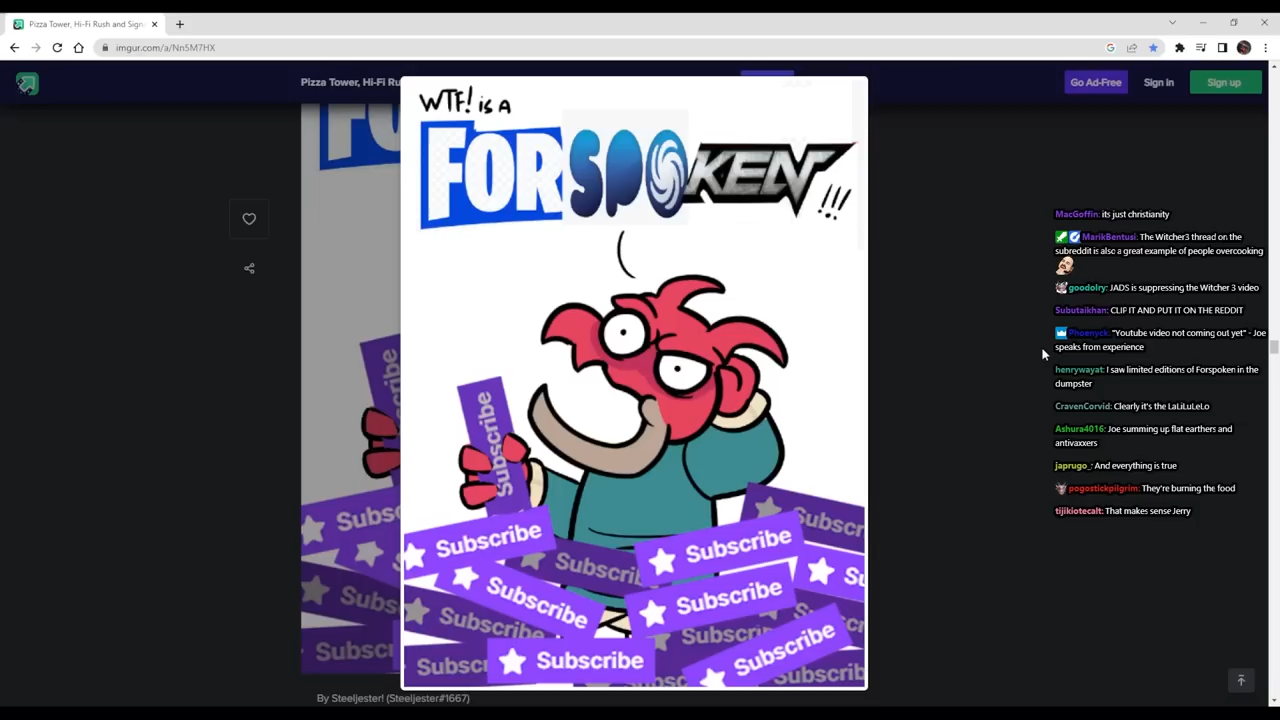 Pizza Tower, Hi-Fi Rush and Sign
imgur.com/a/Nn5M7HX
Pizza Tower, Hi-Fi Ru
Go Ad-Free
Sign in
Sign up
WTF! is a
FORSPOKEN
!!!
Subscribe
Subscribe
Subscribe
Subscribe
Subscribe
Subscribe
Subscribe
Subscribe
Subscribe
Subscribe
Subscribe
Subscribe
By Steeljester! (Steeljester#1667)
MacGoffin: its just christianity
MarikBentusi: The Witcher3 thread on the
subreddit is also a great example of people overcooking
goodolry: JADS is suppressing the Witcher 3 video
Subutaikhan: CLIF IT AND PUT IT ON THE REDDIT
Phoenyck: "Youtube video not coming out yet" - Joe
speaks from experience
henrywayat: I saw limited editions of Forspoken in the
dumpster
CravenCorvid: Clearly it's the LaLiLuLeLo
Ashura4016: Joe summing up flat earthers and
antivaxxers
japrugo_: And everything is true
pogostickpilgrim: They're burning the food
tijikiotecalt: That makes sense Jerry